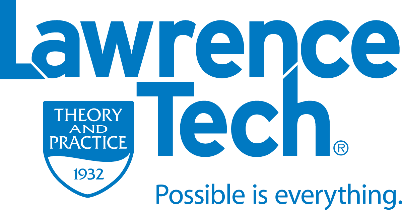 Lawrence
Tech®
THEORY
AND
PRACTICE
1932
Possible is everything.